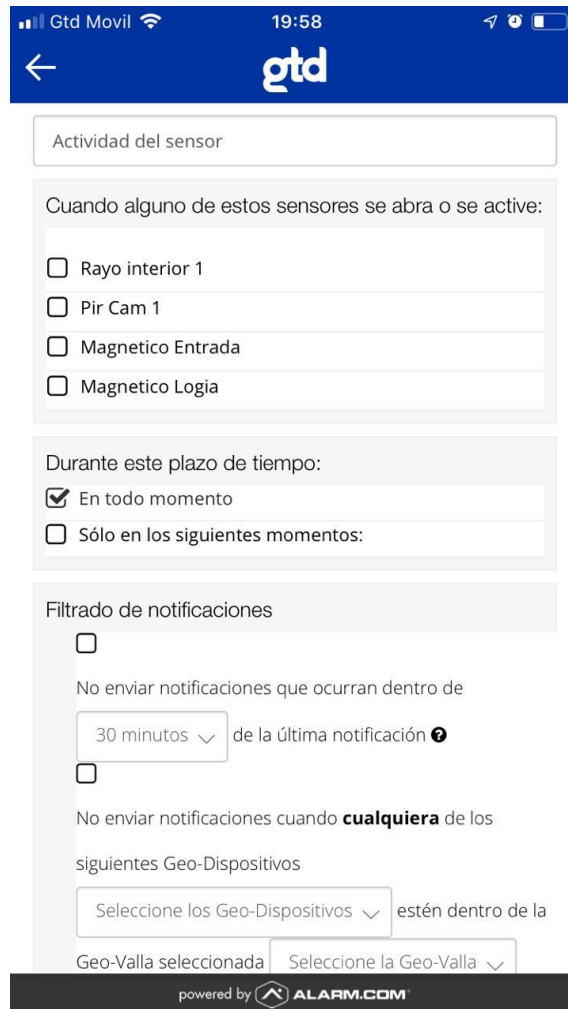 Gtd Movil 19:58
gtd
Actividad del sensor
Cuando alguno de estos sensores se abra o se active:
Rayo interior 1
Pir Cam 1
Magnetico Entrada
Magnetico Logia
Durante este plazo de tiempo:
En todo momento
Sólo en los siguientes momentos:
Filtrado de notificaciones
No enviar notificaciones que ocurran dentro de
30 minutos de la última notificación ?
No enviar notificaciones cuando cualquiera de los
siguientes Geo-Dispositivos
Seleccione los Geo-Dispositivos estén dentro de la
Geo-Valla seleccionada Seleccione la Geo-Valla
powered by ALARM.COM